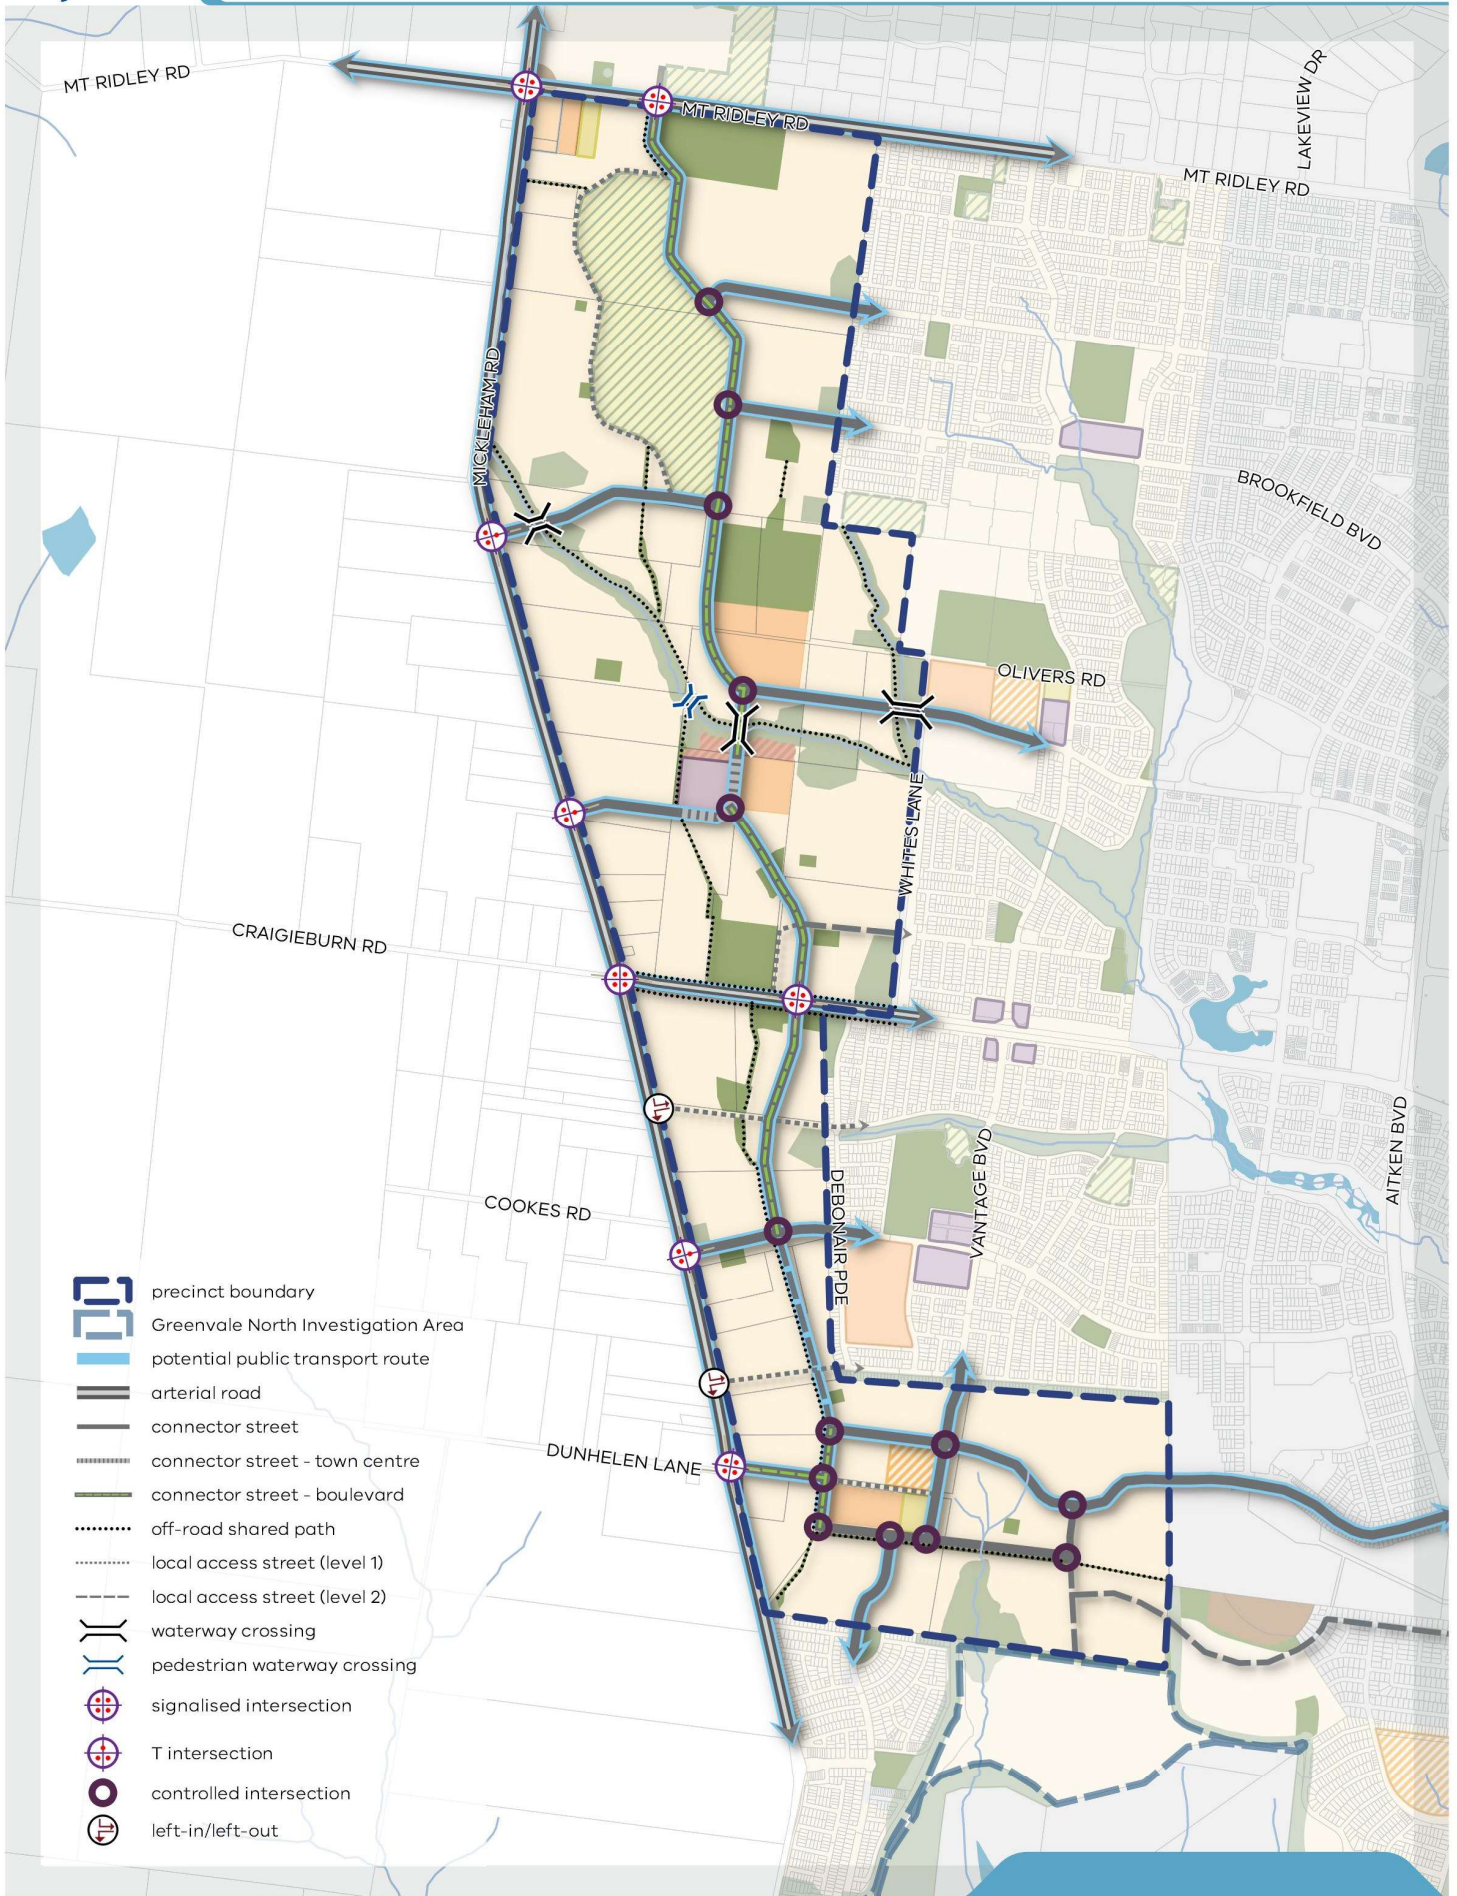 MT RIDLEY RD
MT RIDLEY RD
LAKEVIEW DR
MT RIDLEY RD
MICKLEHAM RD
BROOKFIELD BVD
OLIVERS RD
WHITES LANE
CRAIGIEBURN RD
AITKEN BVD
VANTAGE BVD
DEBONAIR PDE
COOKES RD
DUNHELEN LANE
precinct boundary
Greenvale North Investigation Area
potential public transport route
arterial road
connector street
connector street - town centre
connector street - boulevard
off-road shared path
local access street (level 1)
local access street (level 2)
waterway crossing
pedestrian waterway crossing
signalised intersection
T intersection
controlled intersection
left-in/left-out